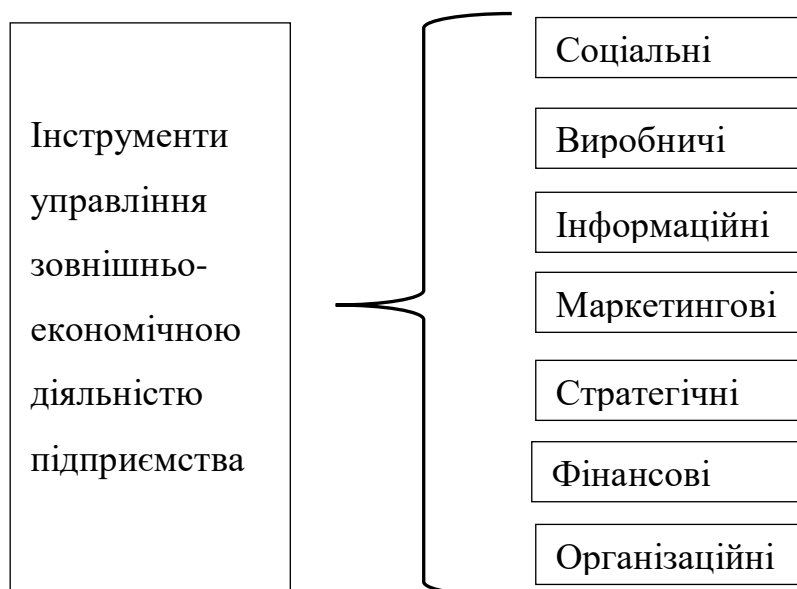 Інструменти
управління
зовнішньо-
економічною
діяльністю
підприємства
Соціальні
Виробничі
Інформаційні
Маркетингові
Стратегічні
Фінансові
Організаційні